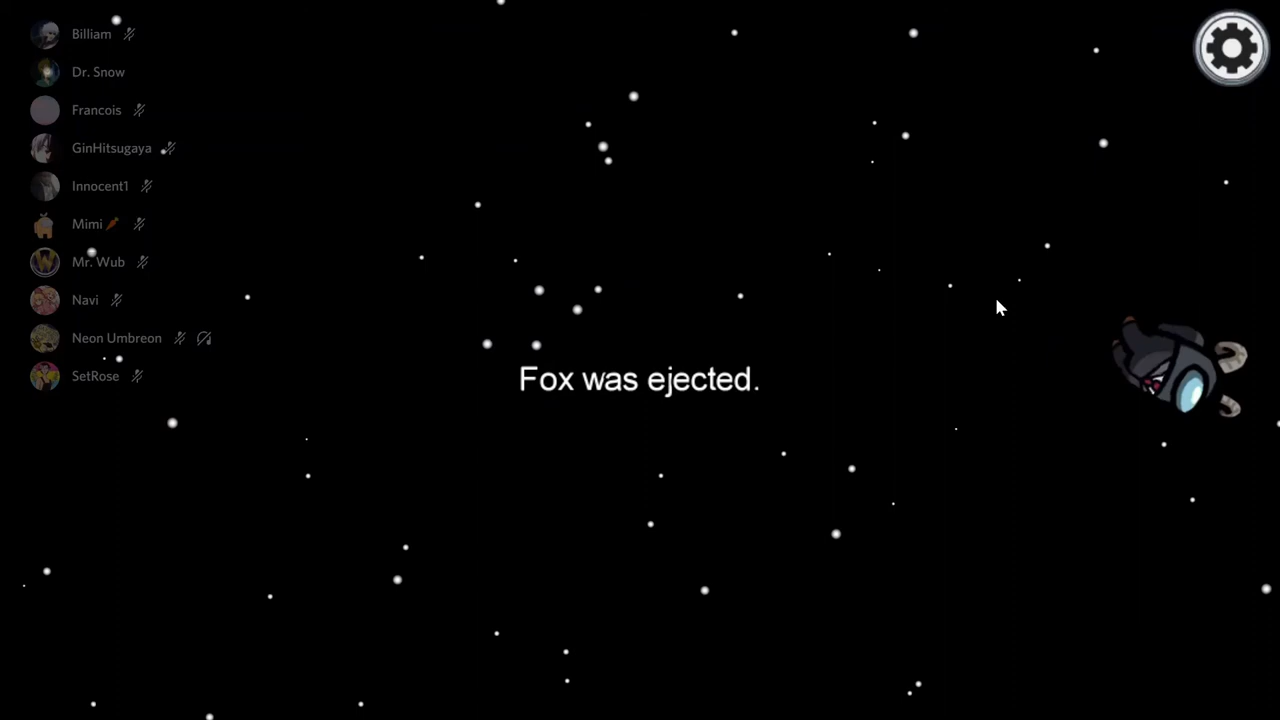 Billiam
Dr. Snow
Francois
GinHitsugaya
Innocent1
Mimi🥕
Mr. Wub
Navi
Neon Umbreon
SetRose
Fox was ejected.